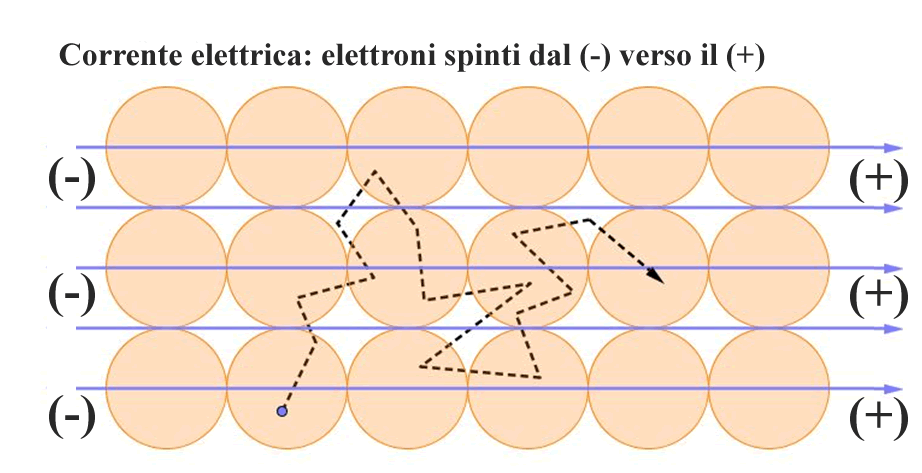 Corrente elettrica: elettroni spinti dal (-) verso il (+)
(-) (+)
(-) (+)
(-) (+)